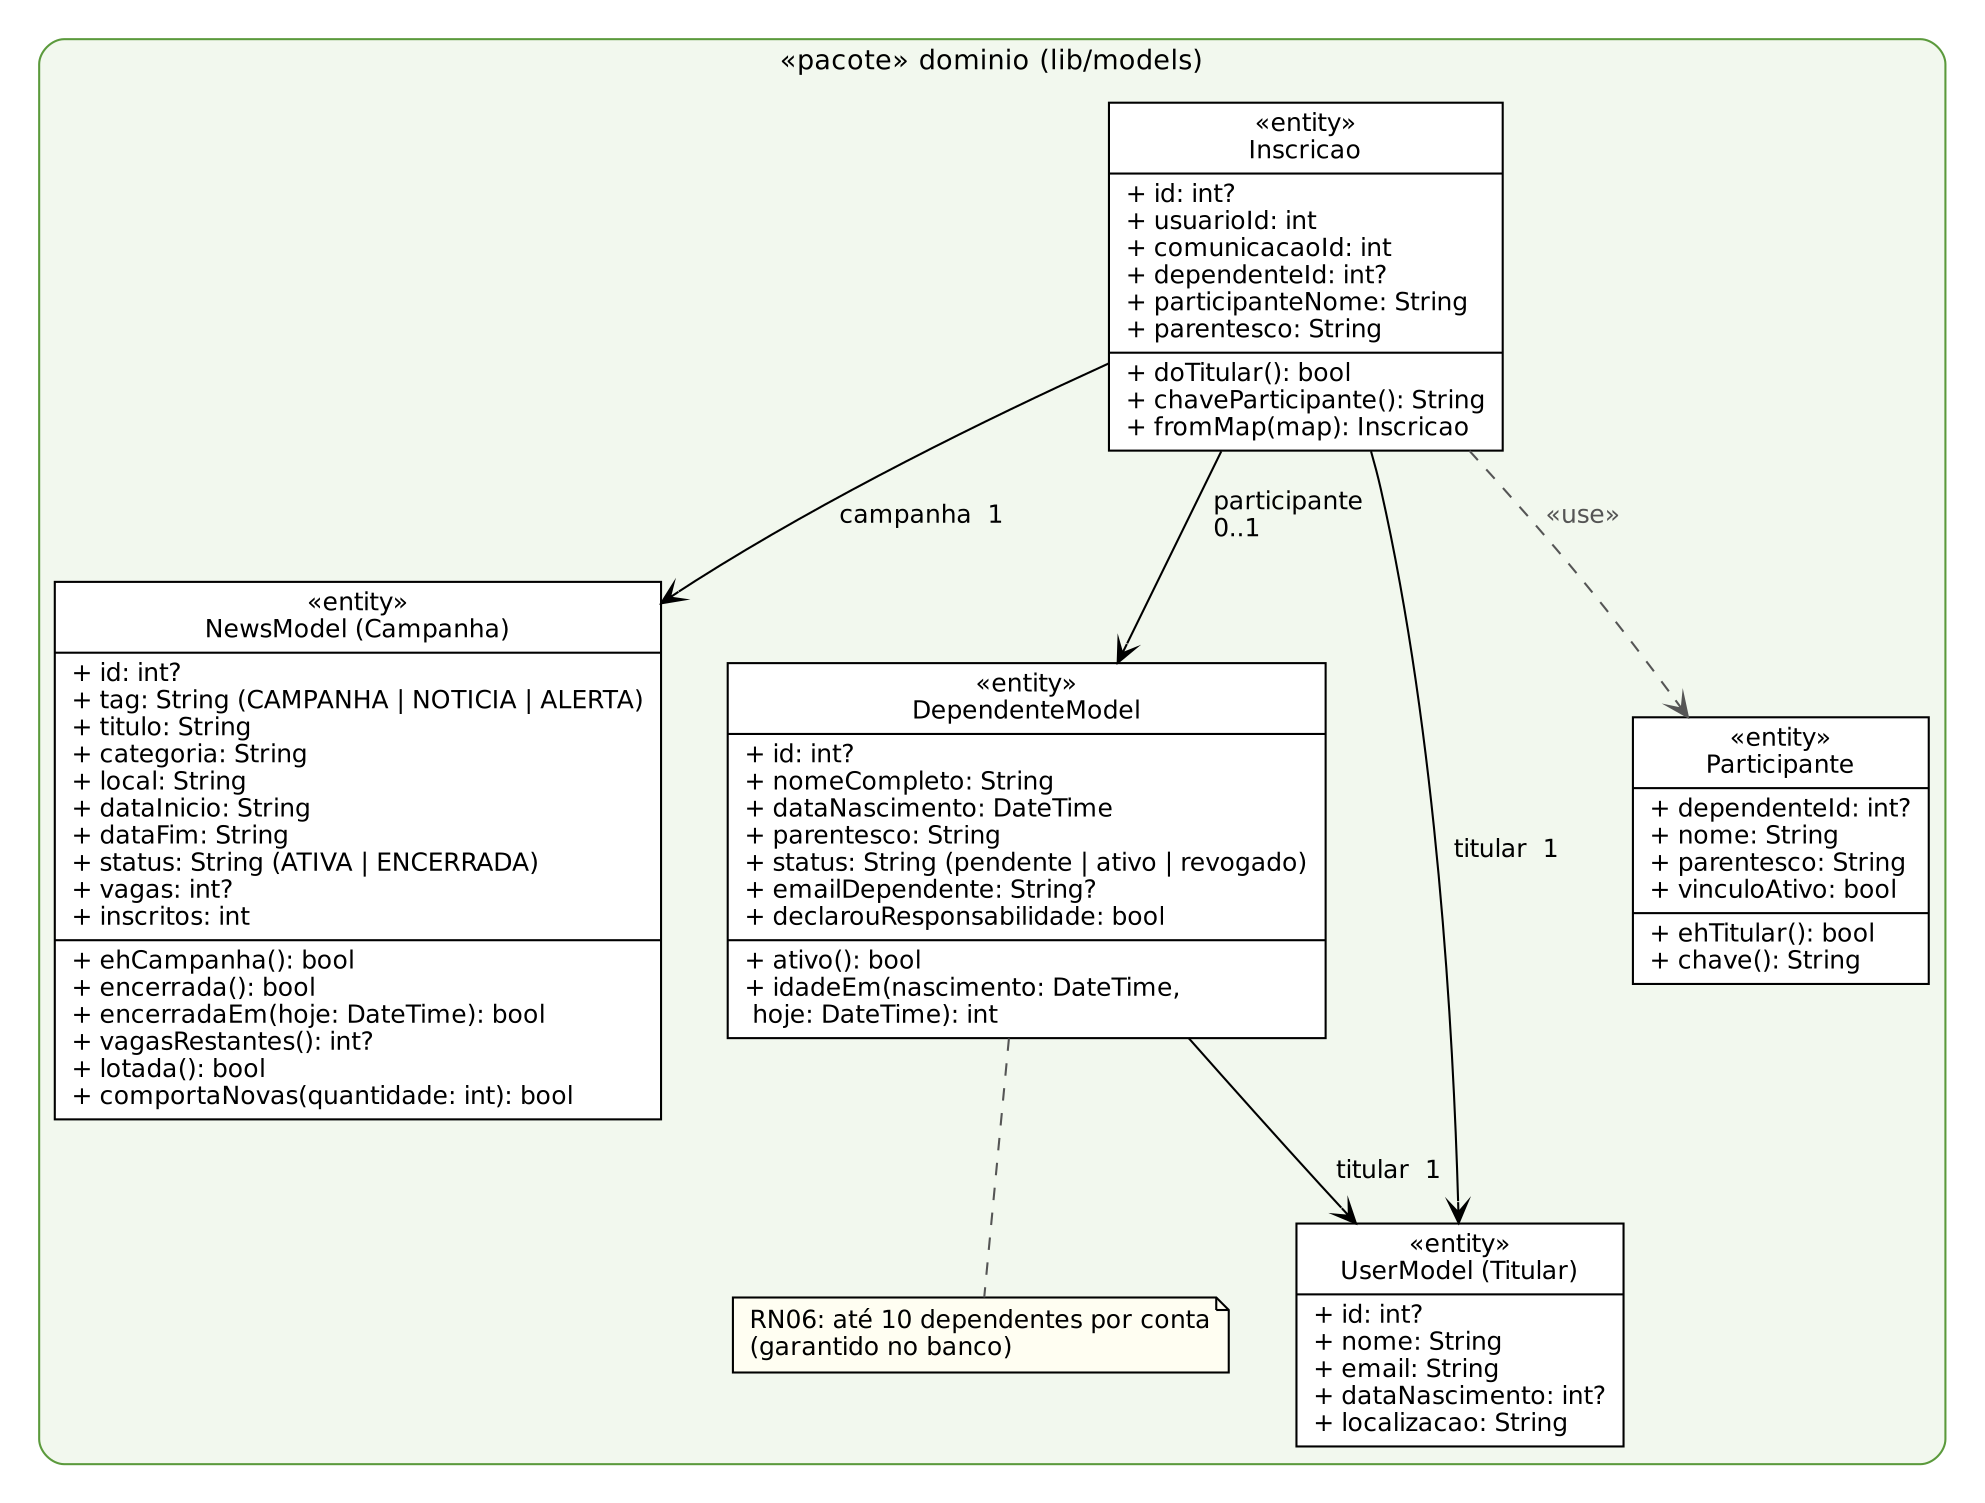 «pacote» dominio (lib/models)
«entity»
Inscricao
+ id: int?
+ usuarioId: int
+ comunicacaoId: int
+ dependenteId: int?
+ participanteNome: String
+ parentesco: String
+ doTitular(): bool
+ chaveParticipante(): String
+ fromMap(map): Inscricao
campanha  1
participante
0..1
«use»
titular  1
«entity»
NewsModel (Campanha)
+ id: int?
+ tag: String (CAMPANHA | NOTICIA | ALERTA)
+ titulo: String
+ categoria: String
+ local: String
+ dataInicio: String
+ dataFim: String
+ status: String (ATIVA | ENCERRADA)
+ vagas: int?
+ inscritos: int
+ ehCampanha(): bool
+ encerrada(): bool
+ encerradaEm(hoje: DateTime): bool
+ vagasRestantes(): int?
+ lotada(): bool
+ comportaNovas(quantidade: int): bool
«entity»
DependenteModel
+ id: int?
+ nomeCompleto: String
+ dataNascimento: DateTime
+ parentesco: String
+ status: String (pendente | ativo | revogado)
+ emailDependente: String?
+ declarouResponsabilidade: bool
+ ativo(): bool
+ idadeEm(nascimento: DateTime,
hoje: DateTime): int
«entity»
Participante
+ dependenteId: int?
+ nome: String
+ parentesco: String
+ vinculoAtivo: bool
+ ehTitular(): bool
+ chave(): String
titular  1
RN06: até 10 dependentes por conta
(garantido no banco)
«entity»
UserModel (Titular)
+ id: int?
+ nome: String
+ email: String
+ dataNascimento: int?
+ localizacao: String